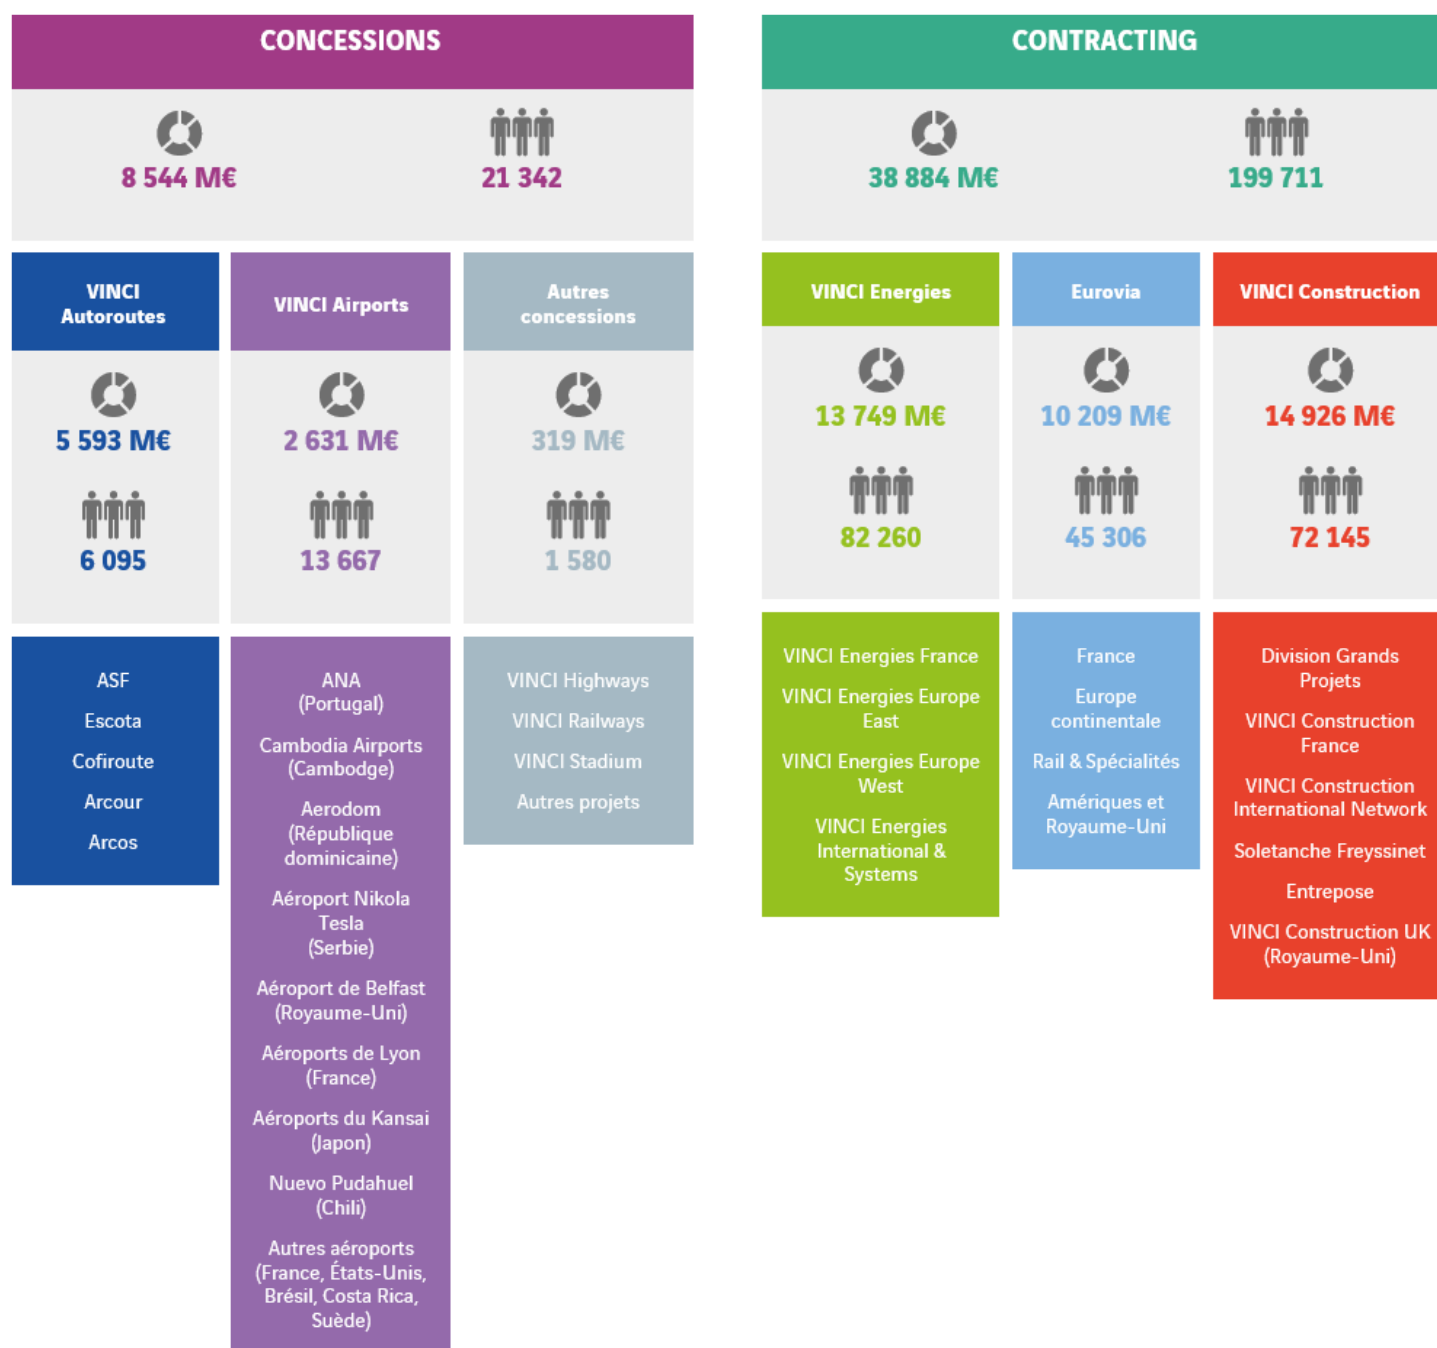 CONCESSIONS
8 544 M€
21 342
VINCI
Autoroutes
5 593 M€
6 095
ASF
Escota
Cofiroute
Arcour
Arcos
VINCI Airports
2 631 M€
13 667
ANA
(Portugal)
Cambodia Airports
(Cambodge)
Aerodom
(République
dominicaine)
Aéroport Nikola
Tesla
(Serbie)
Aéroport de Belfast
(Royaume-Uni)
Aéroports de Lyon
(France)
Aéroports du Kansai
(Japon)
Nuevo Pudahuel
(Chili)
Autres aéroports
(France, États-Unis,
Brésil, Costa Rica,
Suède)
Autres
concessions
319 M€
1 580
VINCI Highways
VINCI Railways
VINCI Stadium
Autres projets
CONTRACTING
38 884 M€
199 711
VINCI Energies
13 749 M€
82 260
VINCI Energies France
VINCI Energies Europe
East
VINCI Energies Europe
West
VINCI Energies
International &
Systems
Eurovia
10 209 M€
45 306
France
Europe
continentale
Rail & Spécialités
Amériques et
Royaume-Uni
VINCI Construction
14 926 M€
72 145
Division Grands
Projets
VINCI Construction
France
VINCI Construction
International Network
Soletanche Freyssinet
Entrepose
VINCI Construction UK
(Royaume-Uni)